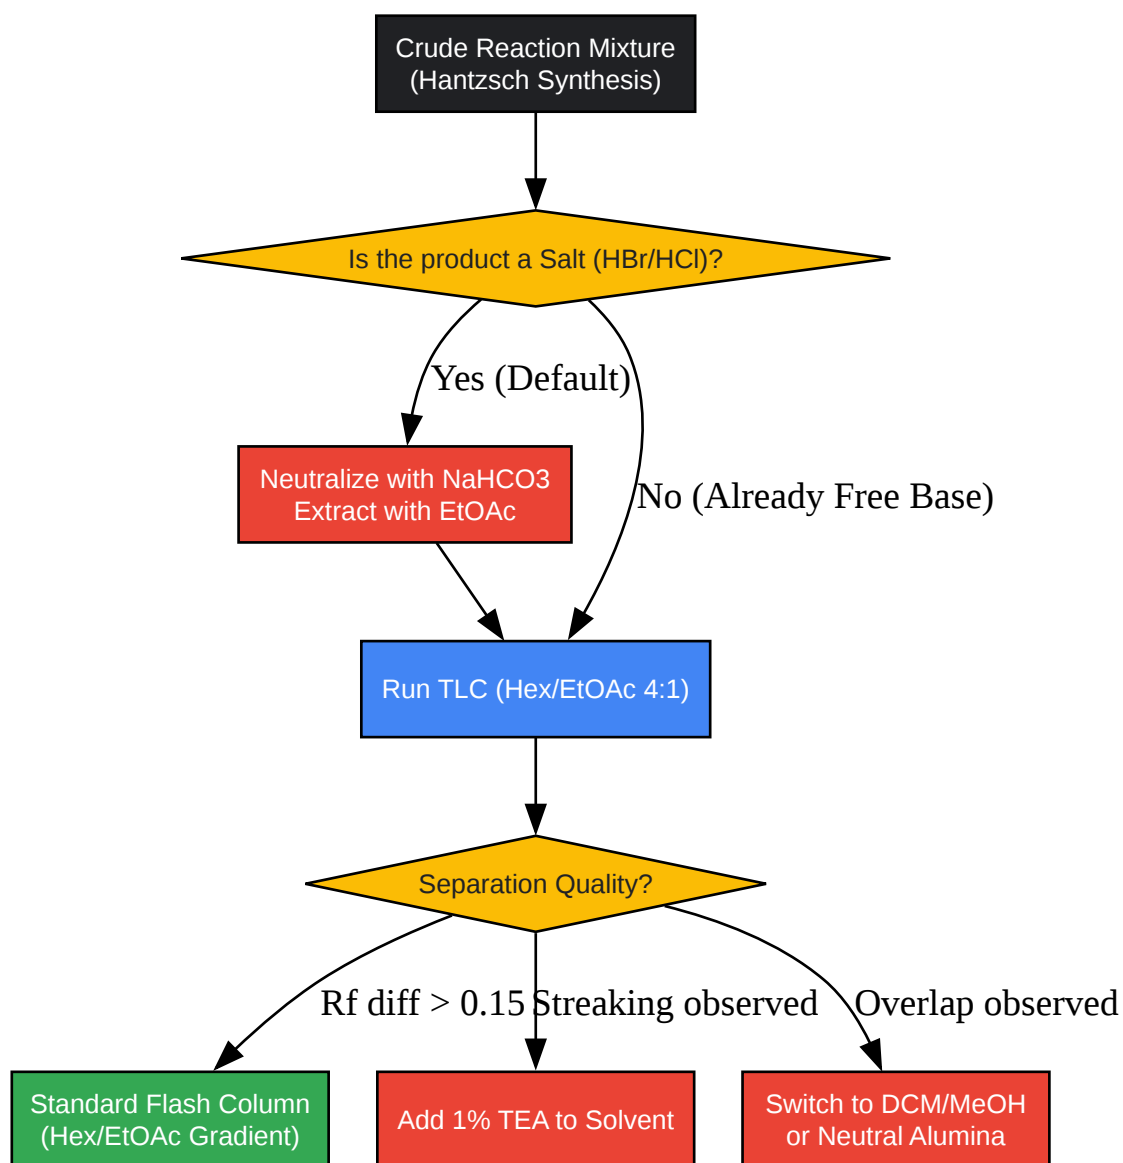 Crude Reaction Mixture
(Hantzsch Synthesis)
Is the product a Salt (HBr/HCl)?
Yes (Default)
Neutralize with NaHCO3
Extract with EtOAc
No (Already Free Base)
Run TLC (Hex/EtOAc 4:1)
Separation Quality?
Rf diff > 0.15
Streaking observed
Overlap observed
Standard Flash Column
(Hex/EtOAc Gradient)
Add 1% TEA to Solvent
Switch to DCM/MeOH
or Neutral Alumina